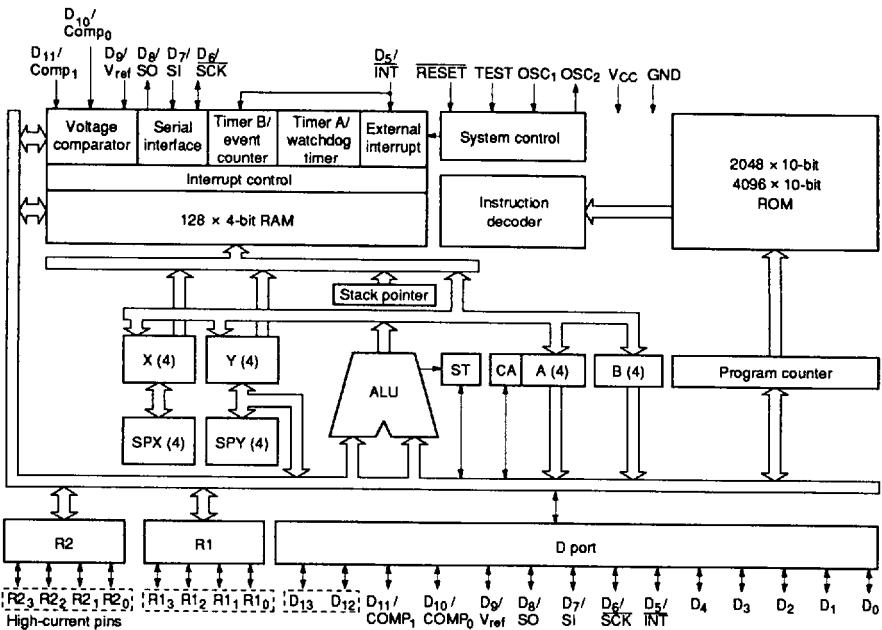 D10/
Comp0
D11/
Comp1
D9/
Vref
D8/
SO
D7/
SI
D6/
SCK
D5/
INT
RESET TEST OSC1 OSC2 VCC GND
Voltage
comparator
Serial
interface
Timer B/
event
counter
Timer A/
watchdog
timer
External
interrupt
System control
2048 × 10-bit
4096 × 10-bit
ROM
Interrupt control
Instruction
decoder
128 × 4-bit RAM
Stack pointer
X (4)
Y (4)
ALU
ST
CA
A (4)
B (4)
Program counter
SPX (4)
SPY (4)
R2
R1
D port
R23 R22 R21 R20
R13 R12 R11 R10
D13 D12
D11/
COMP1
D10/
COMP0
D9/
Vref
D8/
SO
D7/
SI
D6/
SCK
D5/
INT
D4 D3 D2 D1 D0
High-current pins